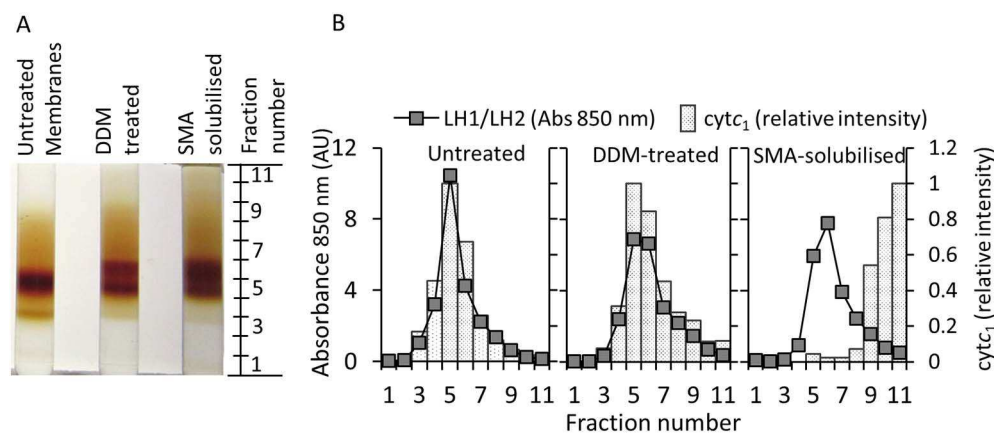 A
Untreated
Membranes
DDM
treated
SMA
solubilised
Fraction
number
11
9
7
5
3
1
B
LH1/LH2 (Abs 850 nm)
cytc₁ (relative intensity)
Untreated
DDM-treated
SMA-solubilised
Absorbance 850 nm (AU)
12
8
4
0
1.2
1
0.8
0.6
0.4
0.2
0
cytc₁ (relative intensity)
1 3 5 7 9 11
1 3 5 7 9 11
1 3 5 7 9 11
Fraction number